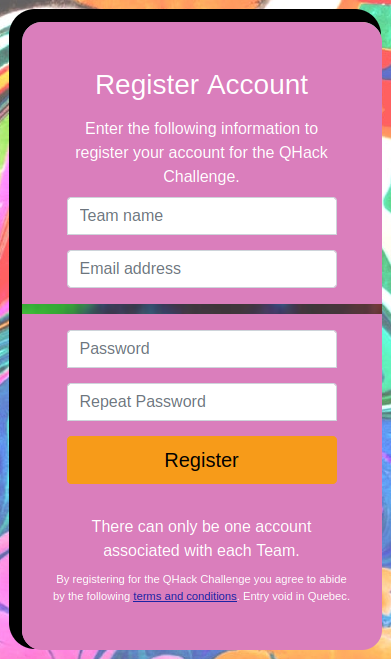 Register Account
Enter the following information to
register your account for the QHack
Challenge.
Team name
Email address
Password
Repeat Password
Register
There can only be one account
associated with each Team.
By registering for the QHack Challenge you agree to abide
by the following terms and conditions. Entry void in Quebec.